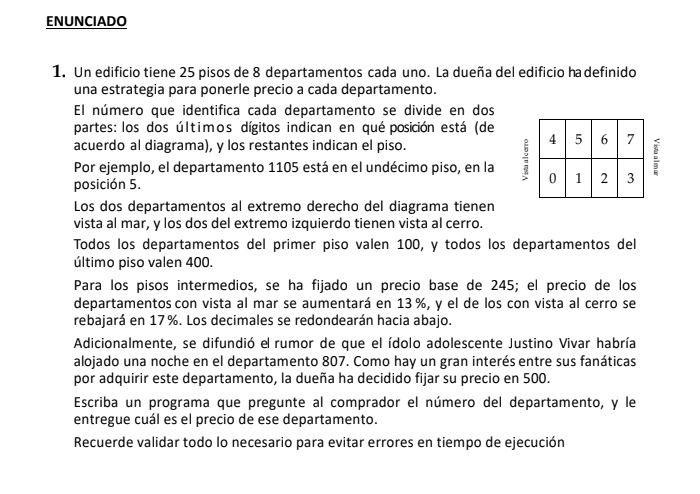 ENUNCIADO
1. Un edificio tiene 25 pisos de 8 departamentos cada uno. La dueña del edificio ha definido
una estrategia para ponerle precio a cada departamento.
El número que identifica cada departamento se divide en dos
partes: los dos últimos dígitos indican en qué posición está (de
acuerdo al diagrama), y los restantes indican el piso.
Por ejemplo, el departamento 1105 está en el undécimo piso, en la
posición 5.
Los dos departamentos al extremo derecho del diagrama tienen
vista al mar, y los dos del extremo izquierdo tienen vista al cerro.
Vista al cerro
4 5 6 7
0 1 2 3
Vista al mar
Todos los departamentos del primer piso valen 100, y todos los departamentos del
último piso valen 400.
Para los pisos intermedios, se ha fijado un precio base de 245; el precio de los
departamentos con vista al mar se aumentará en 13 %, y el de los con vista al cerro se
rebajará en 17 %. Los decimales se redondearán hacia abajo.
Adicionalmente, se difundió el rumor de que el ídolo adolescente Justino Vivar habría
alojado una noche en el departamento 807. Como hay un gran interés entre sus fanáticas
por adquirir este departamento, la dueña ha decidido fijar su precio en 500.
Escriba un programa que pregunte al comprador el número del departamento, y le
entregue cuál es el precio de ese departamento.
Recuerde validar todo lo necesario para evitar errores en tiempo de ejecución